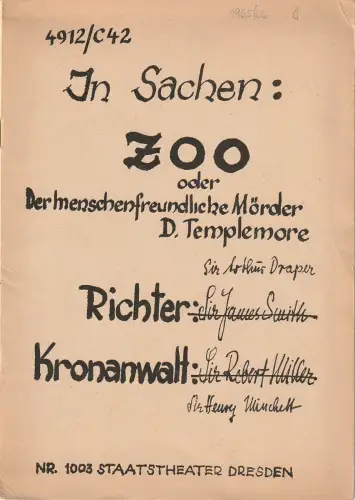 1965/66
4912/C42
In Sachen:
ZOO
oder
Der menschenfreundliche Mörder
D. Templemore
Sir Arthur Draper
Richter: Sir James Smith
Kronanwalt: Sir Robert Miller
Sir Henry Minchett
NR. 1003 STAATSTHEATER DRESDEN